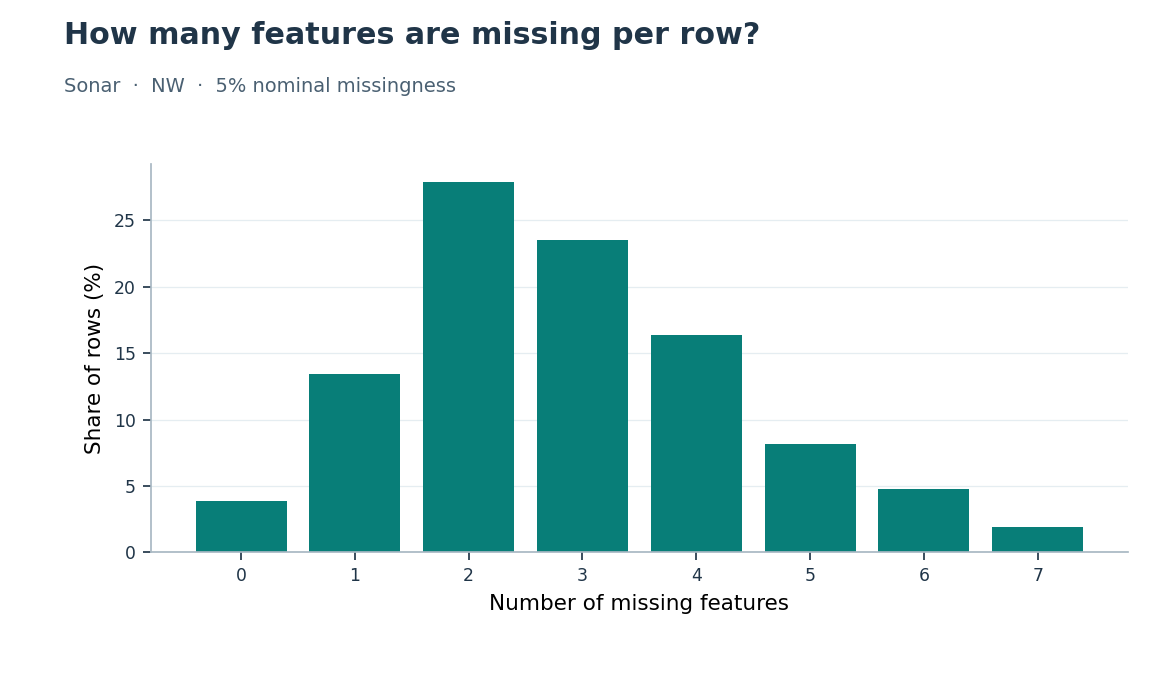 How many features are missing per row?
Sonar · NW · 5% nominal missingness
Share of rows (%)
25
20
15
10
5
0
0 1 2 3 4 5 6 7
Number of missing features